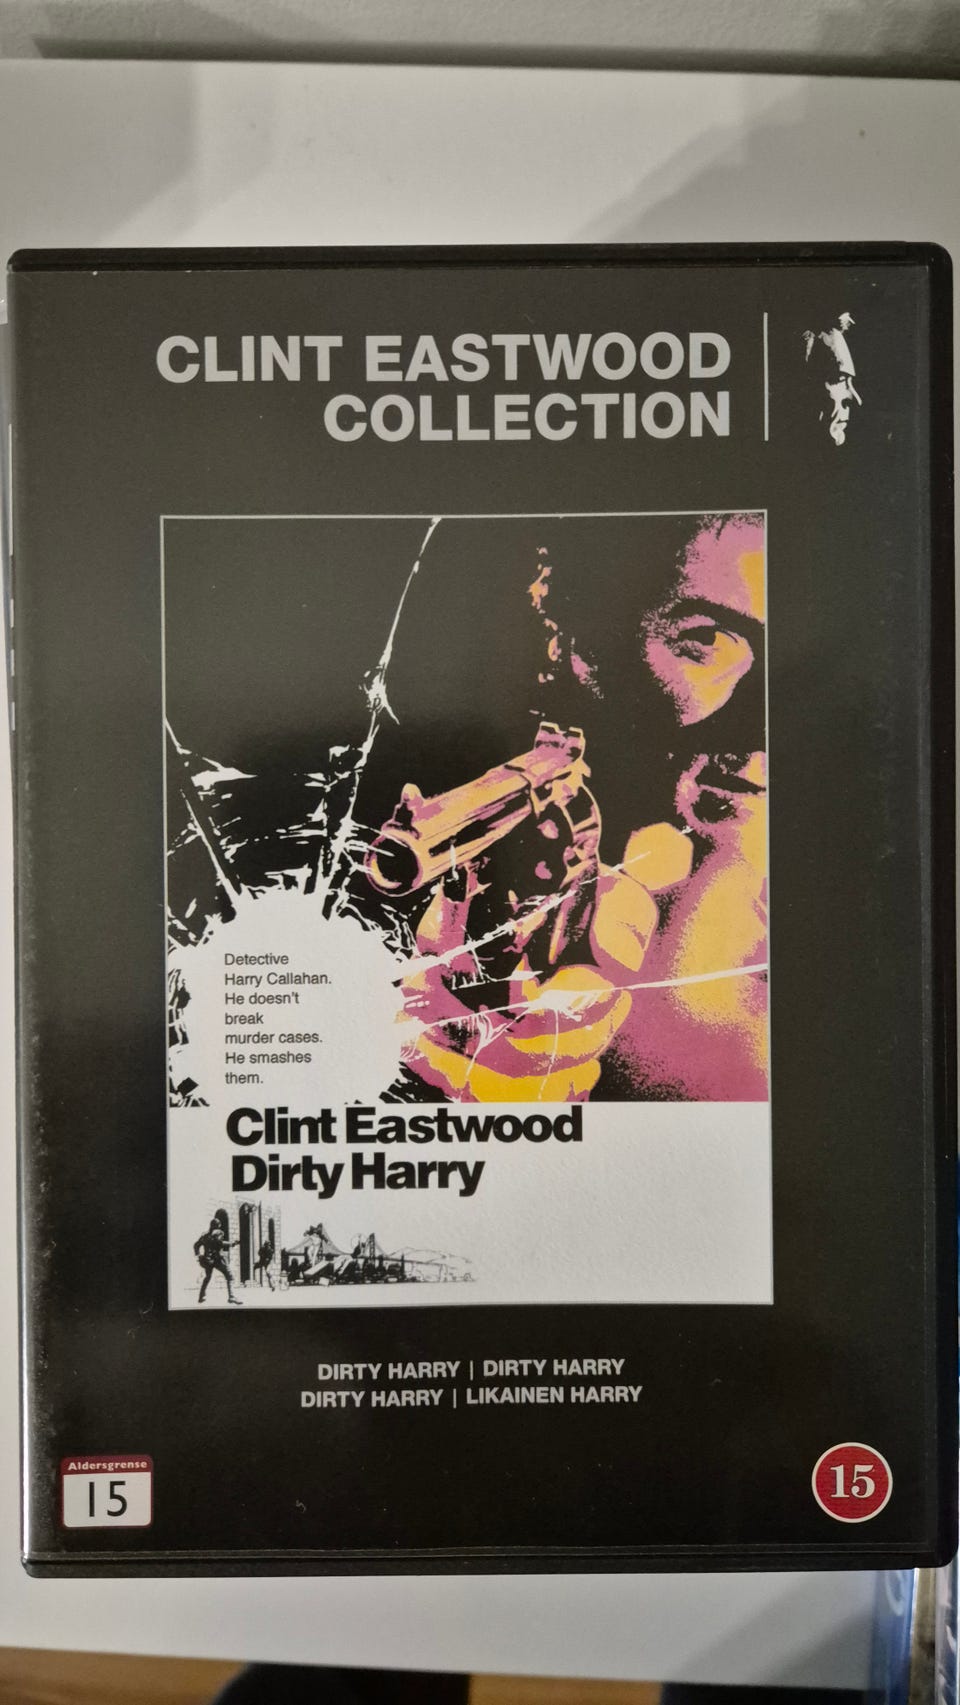 CLINT EASTWOOD
COLLECTION
Detective
Harry Callahan.
He doesn't
break
murder cases.
He smashes
them.
Clint Eastwood
Dirty Harry
DIRTY HARRY | DIRTY HARRY
DIRTY HARRY | LIKAINEN HARRY
Aldersgrense
15
15